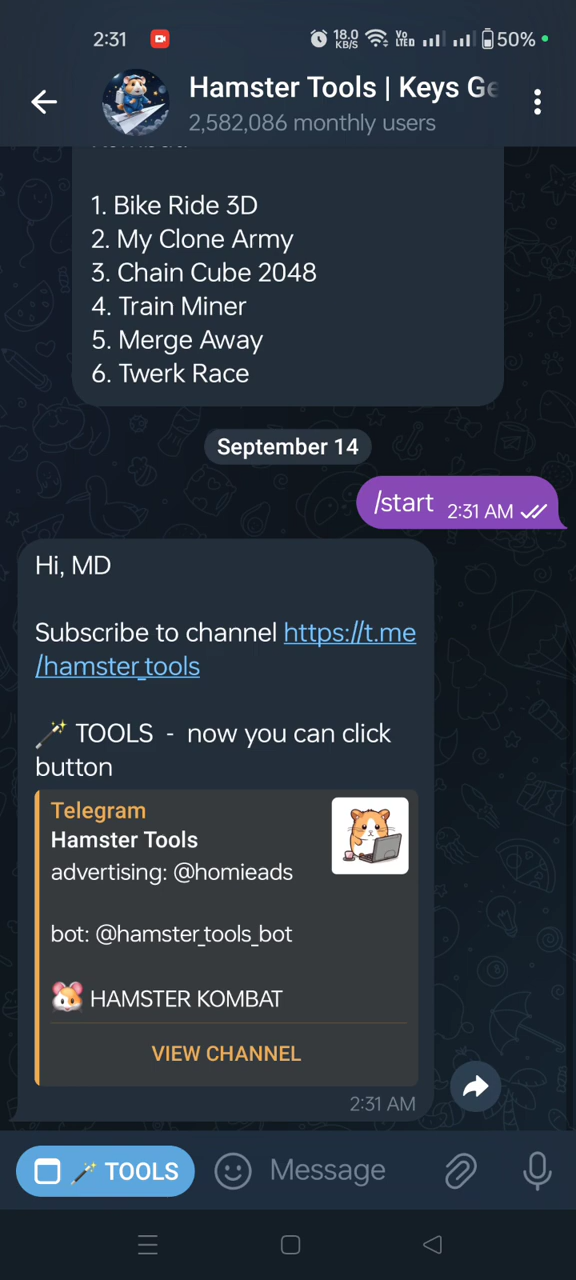 2:31
18.0 KB/S
Vo LTED
50%
Hamster Tools | Keys Ge
2,582,086 monthly users
1. Bike Ride 3D
2. My Clone Army
3. Chain Cube 2048
4. Train Miner
5. Merge Away
6. Twerk Race
September 14
/start 2:31 AM
Hi, MD
Subscribe to channel https://t.me
/hamster_tools
TOOLS - now you can click
button
Telegram
Hamster Tools
advertising: @homieads
bot: @hamster_tools_bot
HAMSTER KOMBAT
VIEW CHANNEL
2:31 AM
TOOLS
Message